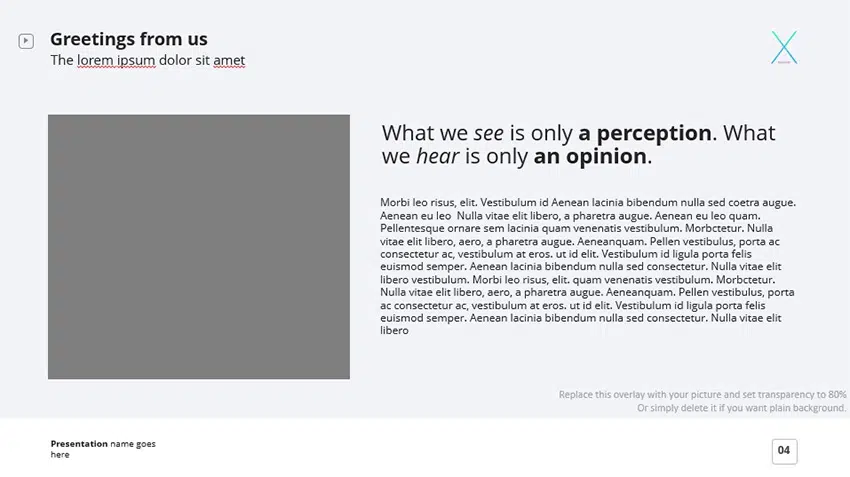 Greetings from us
The lorem ipsum dolor sit amet
What we see is only a perception. What
we hear is only an opinion.
Morbi leo risus, elit. Vestibulum id Aenean lacinia bibendum nulla sed coetra augue.
Aenean eu leo  Nulla vitae elit libero, a pharetra augue. Aenean eu leo quam.
Pellentesque ornare sem lacinia quam venenatis vestibulum. Morbctetur. Nulla
vitae elit libero, aero, a pharetra augue. Aeneanquam. Pellen vestibulus, porta ac
consectetur ac, vestibulum at eros. ut id elit. Vestibulum id ligula porta felis
euismod semper. Aenean lacinia bibendum nulla sed consectetur. Nulla vitae elit
libero vestibulum. Morbi leo risus, elit. quam venenatis vestibulum. Morbctetur.
Nulla vitae elit libero, aero, a pharetra augue. Aeneanquam. Pellen vestibulus, porta
ac consectetur ac, vestibulum at eros. ut id elit. Vestibulum id ligula porta felis
euismod semper. Aenean lacinia bibendum nulla sed consectetur. Nulla vitae elit
libero
Replace this overlay with your picture and set transparency to 80%
Or simply delete it if you want plain background.
Presentation name goes
here
04